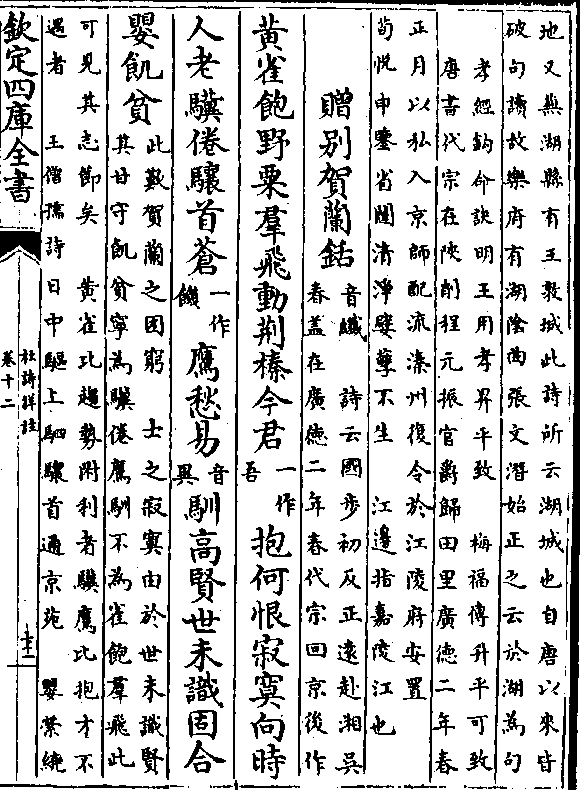 地又無湖縣有王敦城此詩所云湖城也自唐以來皆
破句讀故樂府有湖陰曲張文潛始正之云於湖為句
孝經鈎命訣明王用孝昇平致 梅福傳升平可致
唐書代宗在陜削程元振官爵歸田里廣德二年春
正月以私入京師配流溱州復令於江陵府安置
荀悅申鑒省闥清淨嬖孽不生 江邊指嘉陵江也
贈別賀蘭銛音纖 詩云國步初反正遠赴湘吳
春蓋在廣德二年春代宗回京後作
黄雀飽野粟羣飛動荆榛今君一作吾抱何恨寂寞向時
人老驥倦驤首蒼一作饑鷹愁易音異馴高賢世未識固合
嬰飢貧此歎賀蘭之困窮 士之寂寞由於世未識賢
其甘守飢貧寧為驥倦鷹馴不為雀飽羣飛此
可見其志節矣 黄雀比趨勢附利者驥鷹比抱才不
遇者 王僧孺詩日中驅上駟驤首通京苑 嬰縈繞
欽定四庫全書
杜詩詳註
卷十二
十三